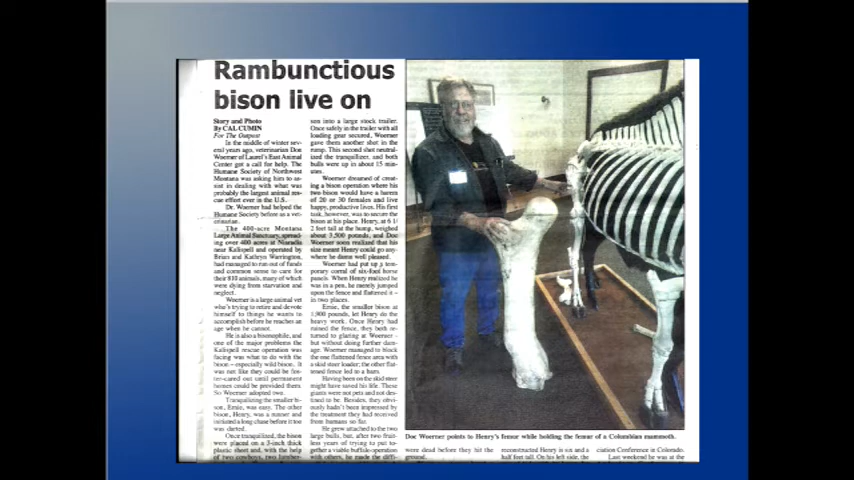 Rambunctious
bison live on
Story and Photo
By CAL CUMIN
For The Outpost
In the middle of winter sev-
eral years ago, veterinarian Don
Woerner of Laurel's East Animal
Center got a call for help. The
Humane Society of Northwest
Montana was asking him to as-
sist in dealing with what was
probably the largest animal res-
cue effort ever in the U.S.
Dr. Woerner had helped the
Humane Society before as a vet-
erinarian.
The 400-acre Montana
Large Animal Sanctuary, spread-
ing over 400 acres at Niarada
near Kalispell and operated by
Brian and Kathryn Warrington,
had managed to run out of funds
and common sense to care for
their 810 animals, many of which
were dying from starvation and
neglect.
Woerner is a large animal vet
who's trying to retire and devote
himself to things he wants to
accomplish before he reaches an
age when he cannot.
He is also a bisonophile, and
one of the major problems the
Kalispell rescue operation was
facing was what to do with the
bison – especially wild bison. It
was not like they could be fos-
ter-cared out until permanent
homes could be provided them.
So Woerner adopted two.
Tranquilizing the smaller bi-
son, Ernie, was easy. The other
bison, Henry, was a runner and
initiated a long chase before it too
was darted.
Once tranquilized, the bison
were placed on a 3-inch thick
plastic sheet and, with the help
of two cowboys, two lumber-
son into a large stock trailer.
Once safely in the trailer with all
loading gear secured, Woerner
gave them another shot in the
rump. This second shot neutral-
ized the tranquilizer, and both
bulls were up in about 15 min-
utes.
Woerner dreamed of creat-
ing a bison operation where his
two bison would have a harem
of 20 or 30 females and live
happy, productive lives. His first
task, however, was to secure the
bison at his place. Henry, at 6 1/
2 foot tall at the hump, weighed
about 3,500 pounds, and Doc
Woerner soon realized that his
size meant Henry could go any-
where he damn well pleased.
Woerner had put up a tem-
porary corral of six-foot horse
panels. When Henry realized he
was in a pen, he merely jumped
upon the fence and flattened it –
in two places.
Ernie, the smaller bison at
1,900 pounds, let Henry do the
heavy work. Once Henry had
ruined the fence, they both re-
turned to grazing at Woerner –
but without doing further dam-
age. Woerner managed to block
the one flattened fence area with
a skid steer loader; the other flat-
tened fence led to a barn.
Having been on the skid steer
might have saved his life. These
giants were not pets and not des-
tined to be. Besides, they obvi-
ously hadn't been impressed by
the treatment they had received
from humans so far.
He grew attached to the two
large bulls, but, after two fruit-
less years of trying to put to-
gether a viable buffalo operation
with others, he made the diffi-
Doc Woerner points to Henry's femur while holding the femur of a Colombian mammoth.
were dead before they hit the
ground.
reconstructed Henry is six and a
half feet tall. On his left side, the
ciation Conference in Colorado.
Last weekend he was at the